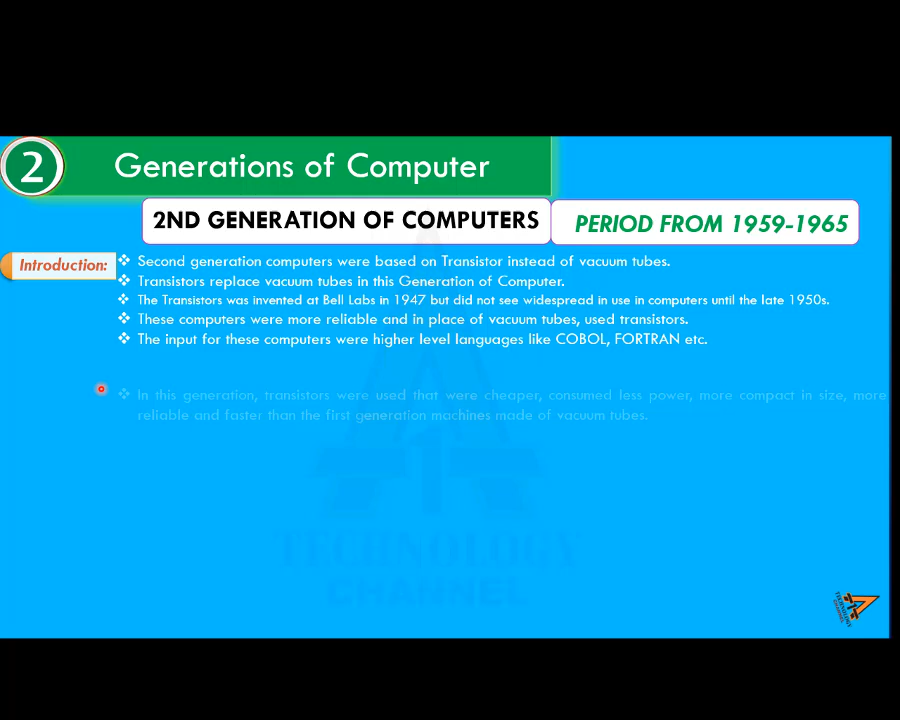 2
Generations of Computer
2ND GENERATION OF COMPUTERS
PERIOD FROM 1959-1965
Introduction:
❖ Second generation computers were based on Transistor instead of vacuum tubes.
❖ Transistors replace vacuum tubes in this Generation of Computer.
❖ The Transistors was invented at Bell Labs in 1947 but did not see widespread in use in computers until the late 1950s.
❖ These computers were more reliable and in place of vacuum tubes, used transistors.
❖ The input for these computers were higher level languages like COBOL, FORTRAN etc.
❖ In this generation, transistors were used that were cheaper, consumed less power, more compact in size, more
reliable and faster than the first generation machines made of vacuum tubes.
TECHNOLOGY
CHANNEL
TECHNOLOGY
CHANNEL